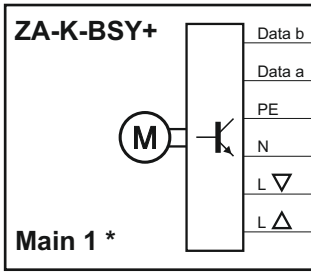 ZA-K-BSY+
Data b
Data a
PE
M
N
L ▽
L △
Main 1 *